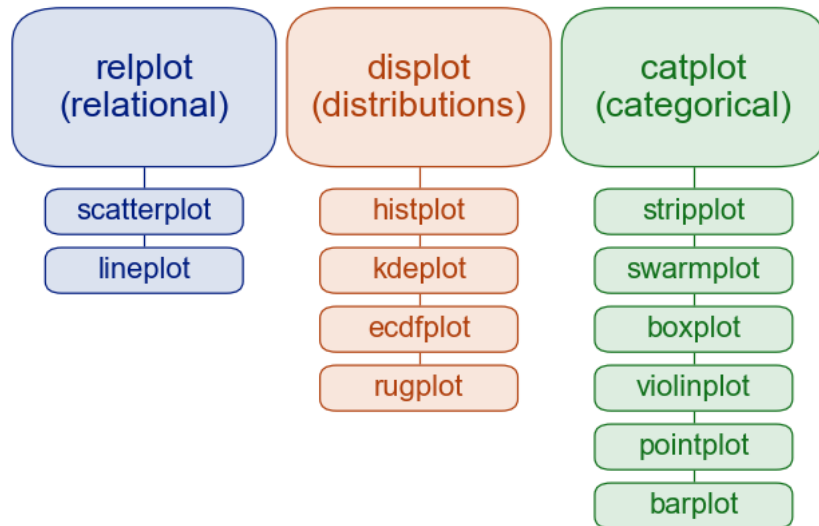 relplot
(relational)
scatterplot
lineplot
displot
(distributions)
histplot
kdeplot
ecdfplot
rugplot
catplot
(categorical)
stripplot
swarmplot
boxplot
violinplot
pointplot
barplot